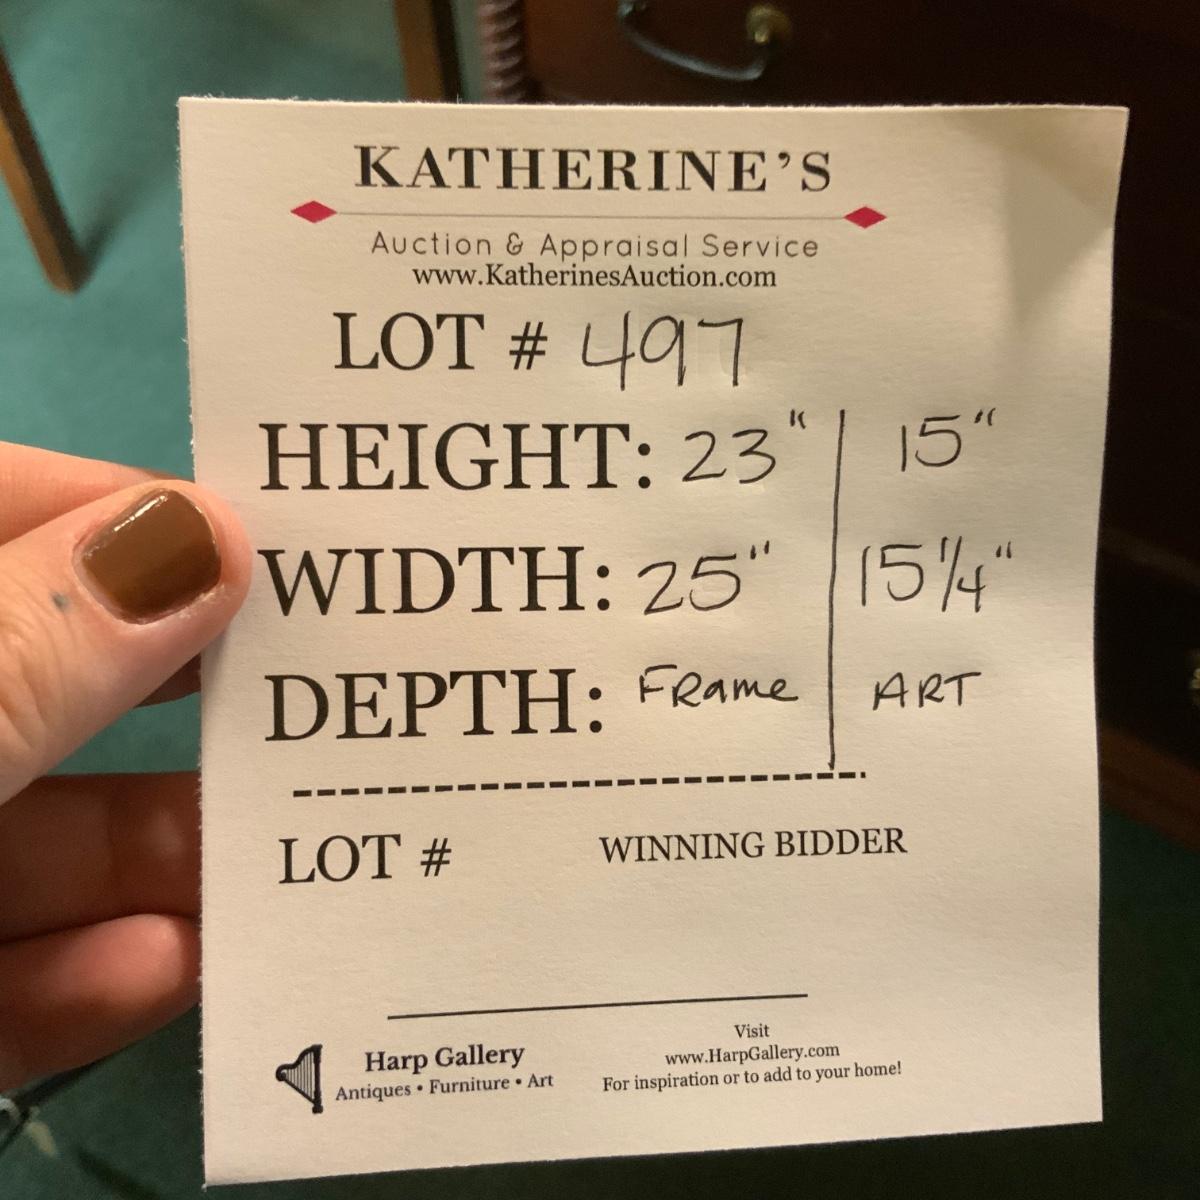 KATHERINE'S
Auction & Appraisal Service
www.KatherinesAuction.com
LOT # 497
HEIGHT: 23" 15"
WIDTH: 25" 15 1/4"
DEPTH: Frame ART
LOT # WINNING BIDDER
Harp Gallery
Antiques • Furniture • Art
Visit
www.HarpGallery.com
For inspiration or to add to your home!